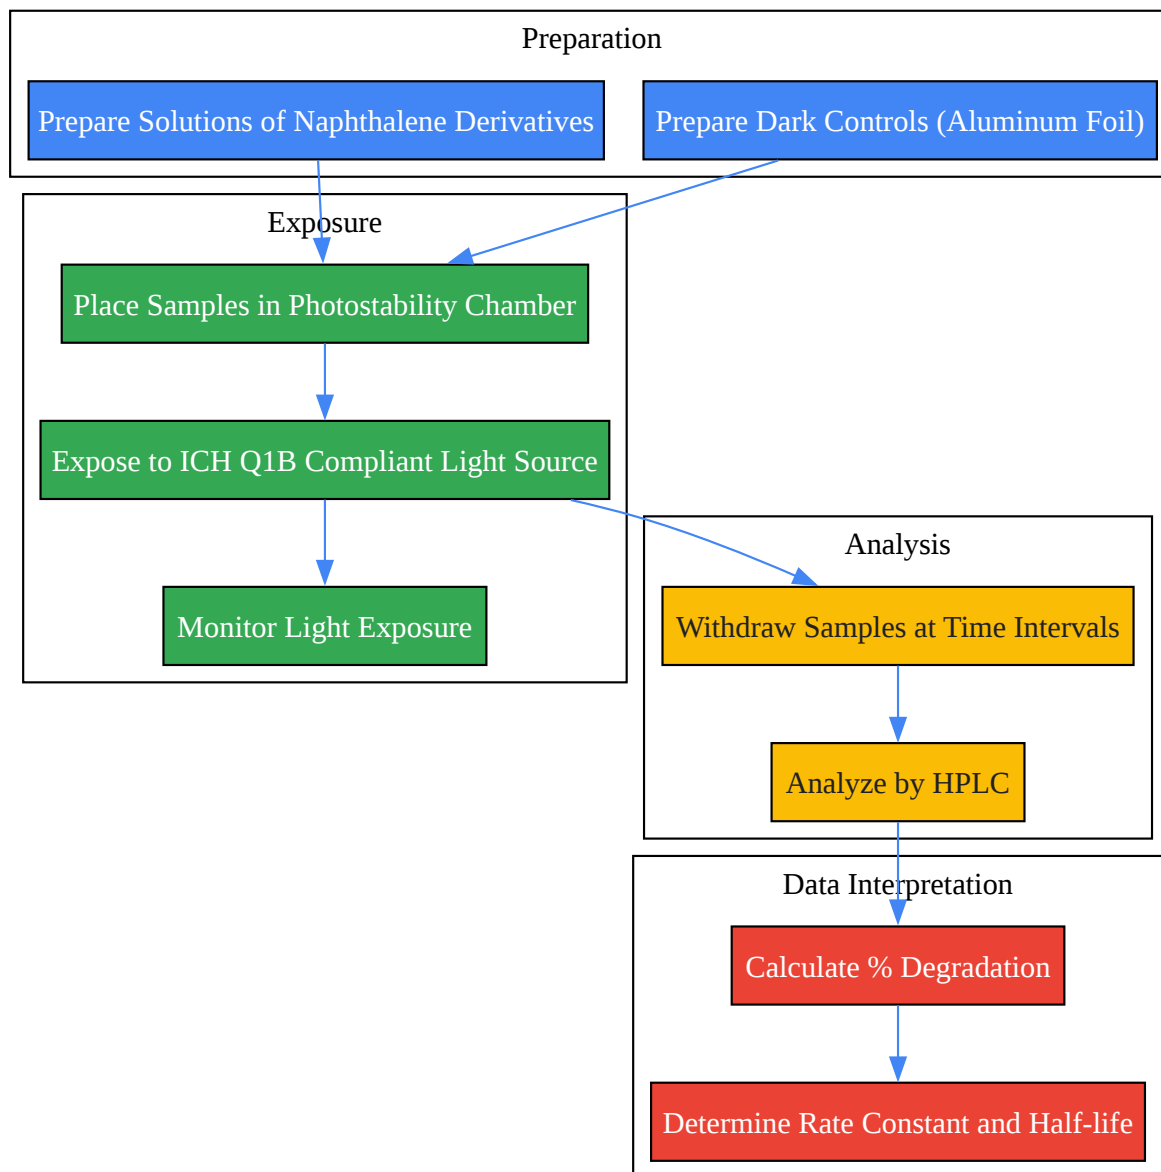 Preparation
Prepare Solutions of Naphthalene Derivatives
Prepare Dark Controls (Aluminum Foil)
Exposure
Place Samples in Photostability Chamber
Expose to ICH Q1B Compliant Light Source
Monitor Light Exposure
Analysis
Withdraw Samples at Time Intervals
Analyze by HPLC
Data Interpretation
Calculate % Degradation
Determine Rate Constant and Half-life